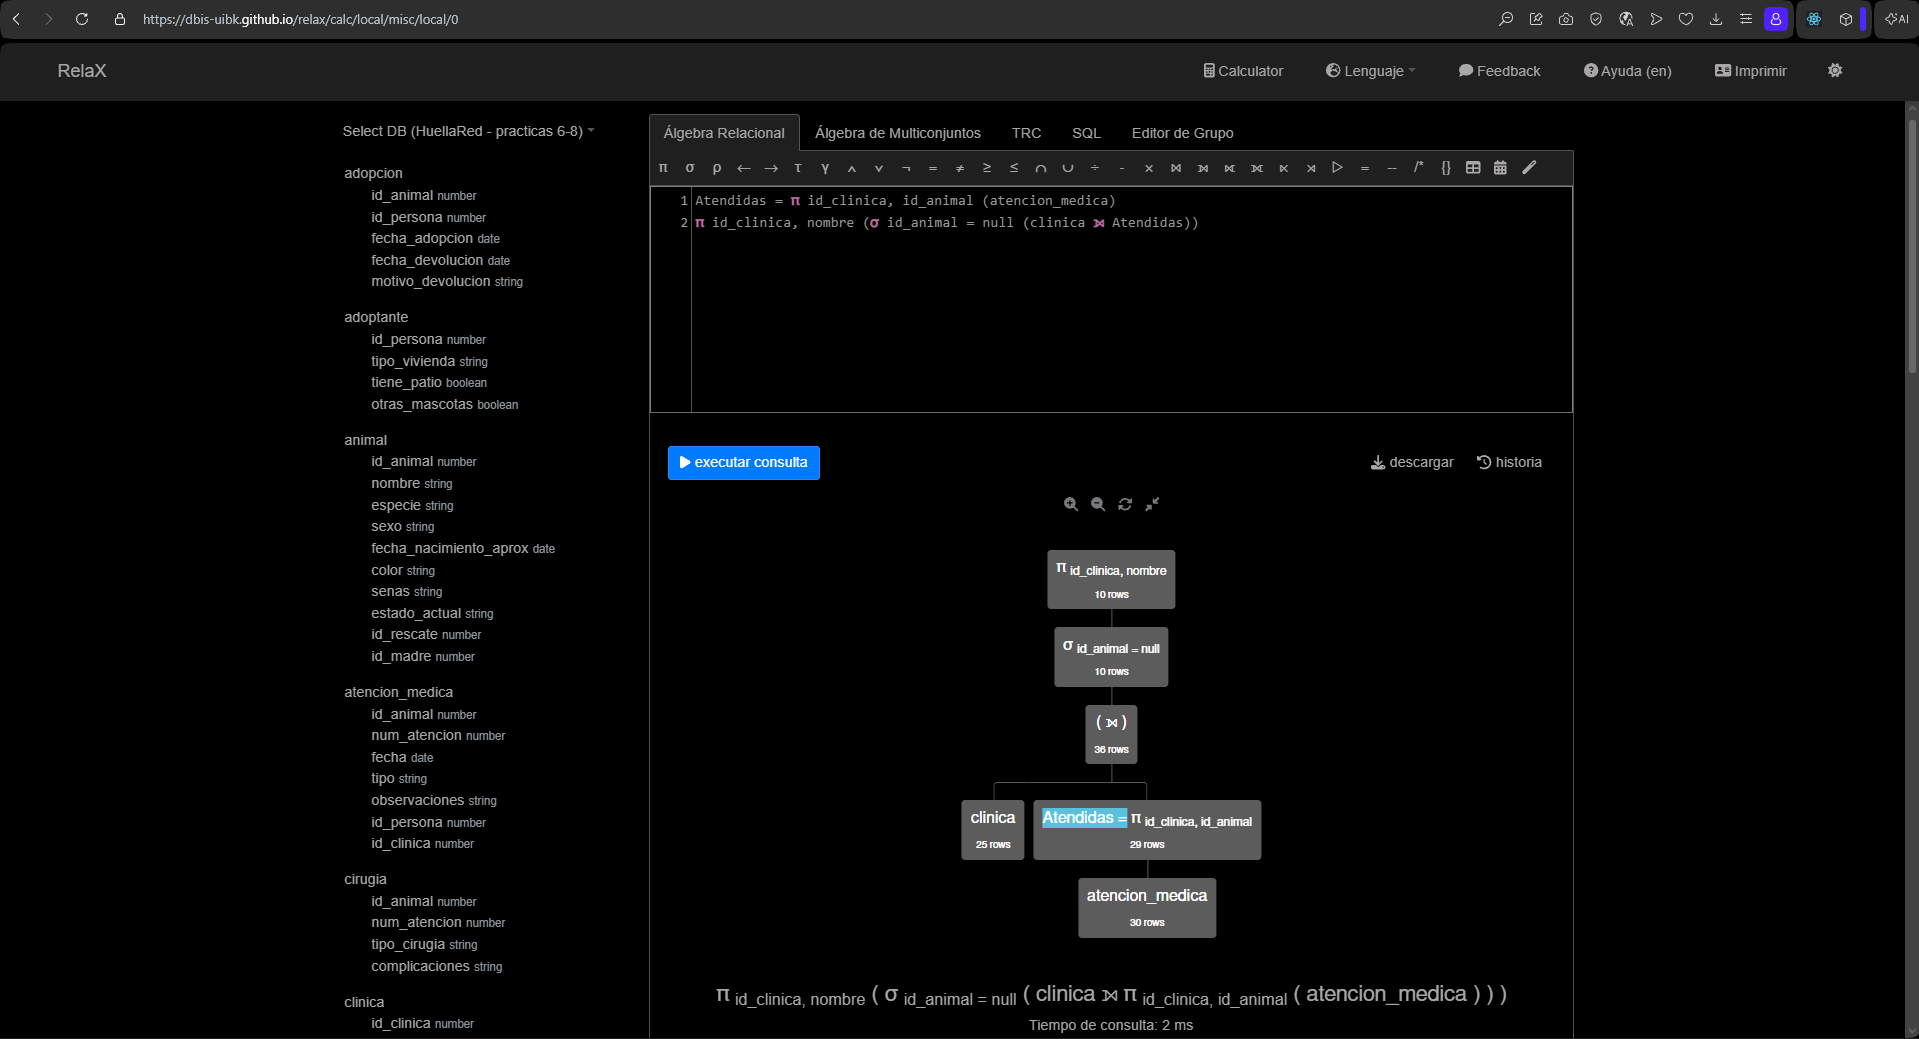 https://dbis-uibk.github.io/relax/calc/local/misc/local/0
AI
RelaX
Calculator
Lenguaje
Feedback
Ayuda (en)
Imprimir
Select DB (HuellaRed - practicas 6-8)
adopcion
id_animal number
id_persona number
fecha_adopcion date
fecha_devolucion date
motivo_devolucion string
adoptante
id_persona number
tipo_vivienda string
tiene_patio boolean
otras_mascotas boolean
animal
id_animal number
nombre string
especie string
sexo string
fecha_nacimiento_aprox date
color string
senas string
estado_actual string
id_rescate number
id_madre number
atencion_medica
id_animal number
num_atencion number
fecha date
tipo string
observaciones string
id_persona number
id_clinica number
cirugia
id_animal number
num_atencion number
tipo_cirugia string
complicaciones string
clinica
id_clinica number
Álgebra Relacional
Álgebra de Multiconjuntos
TRC
SQL
Editor de Grupo
π σ ρ ← → τ γ ∧ ∨ ¬ = ≠ ≥ ≤ ∩ ∪ ÷ - × ⨝ ⟕ ⟖ ⟗ ⋉ ⋊ ▷ = -- /* {}
1 Atendidas = π id_clinica, id_animal (atencion_medica)
2 π id_clinica, nombre (σ id_animal = null (clinica ⟕ Atendidas))
executar consulta
descargar
historia
π id_clinica, nombre
10 rows
σ id_animal = null
10 rows
( ⟕ )
36 rows
clinica
25 rows
Atendidas = π id_clinica, id_animal
29 rows
atencion_medica
30 rows
π id_clinica, nombre ( σ id_animal = null ( clinica ⟕ π id_clinica, id_animal ( atencion_medica ) ) )
Tiempo de consulta: 2 ms